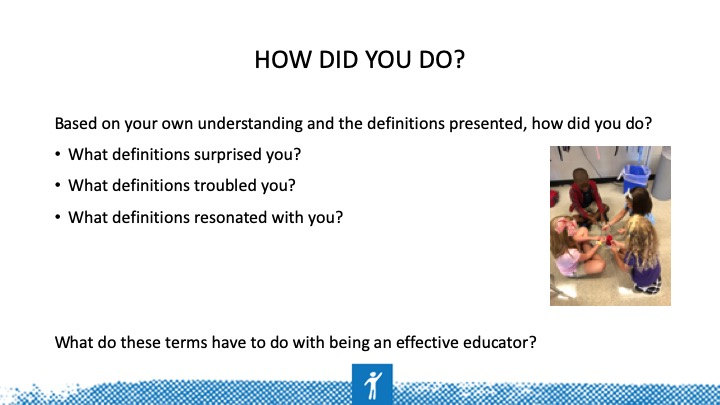 HOW DID YOU DO?
Based on your own understanding and the definitions presented, how did you do?
• What definitions surprised you?
• What definitions troubled you?
• What definitions resonated with you?
What do these terms have to do with being an effective educator?